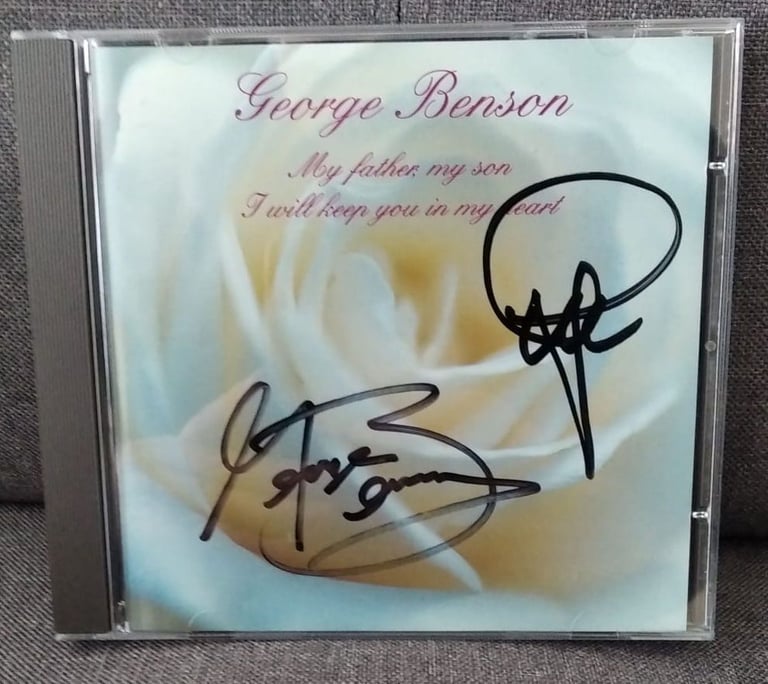 George Benson
My father, my son
I will keep you in my heart
George Benson